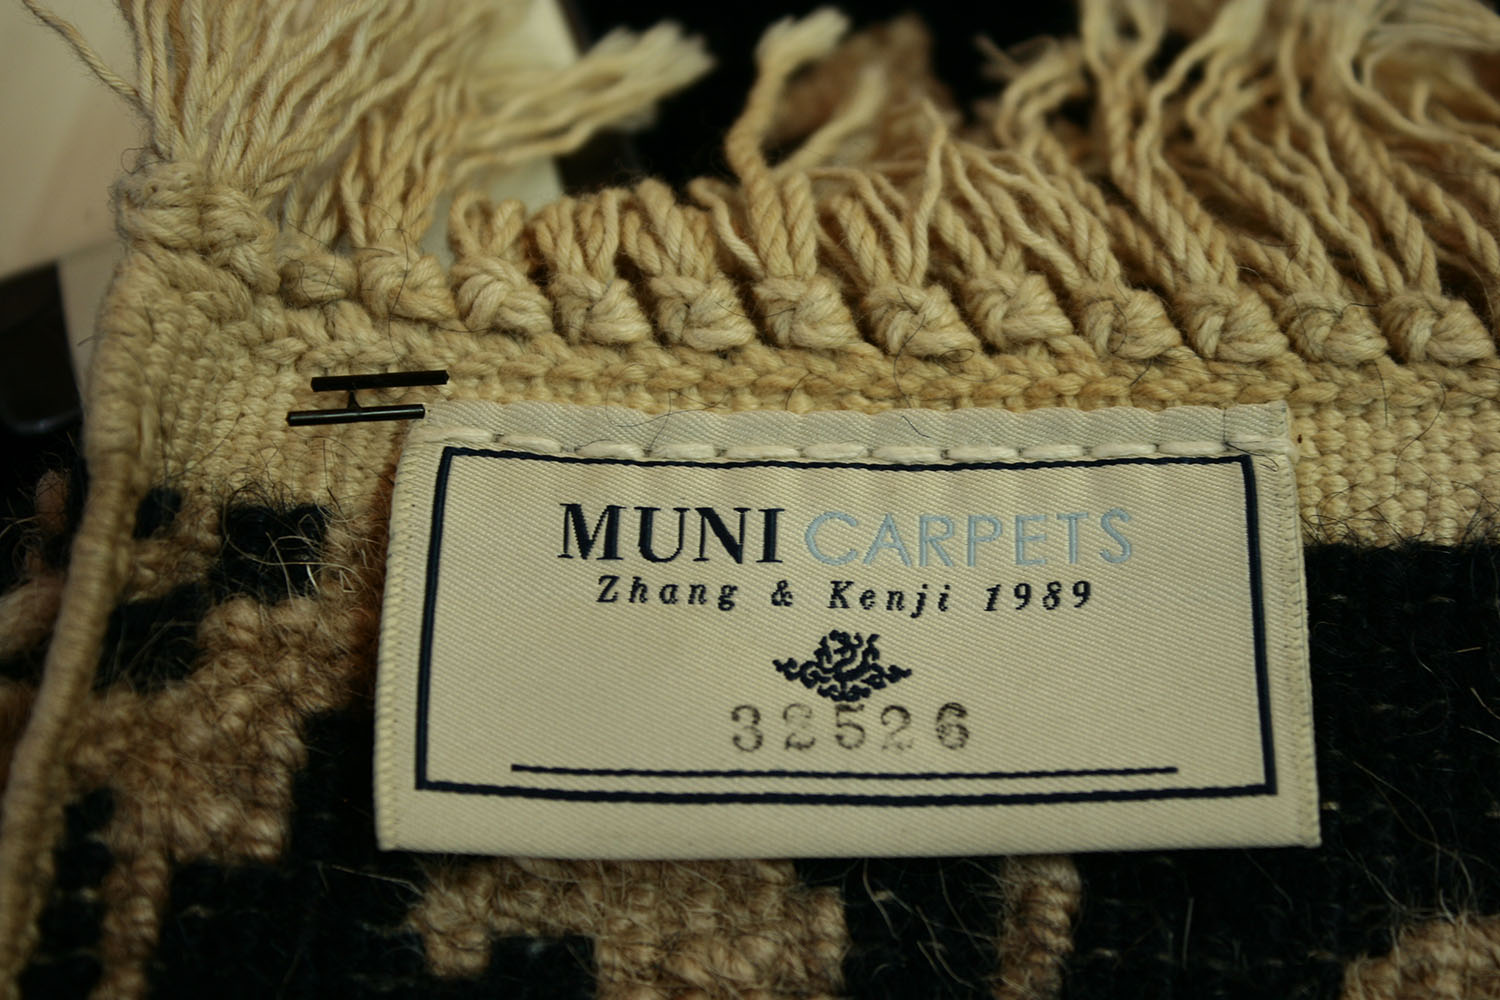 MUNI CARPETS
Zhang & Kenji 1989
32526